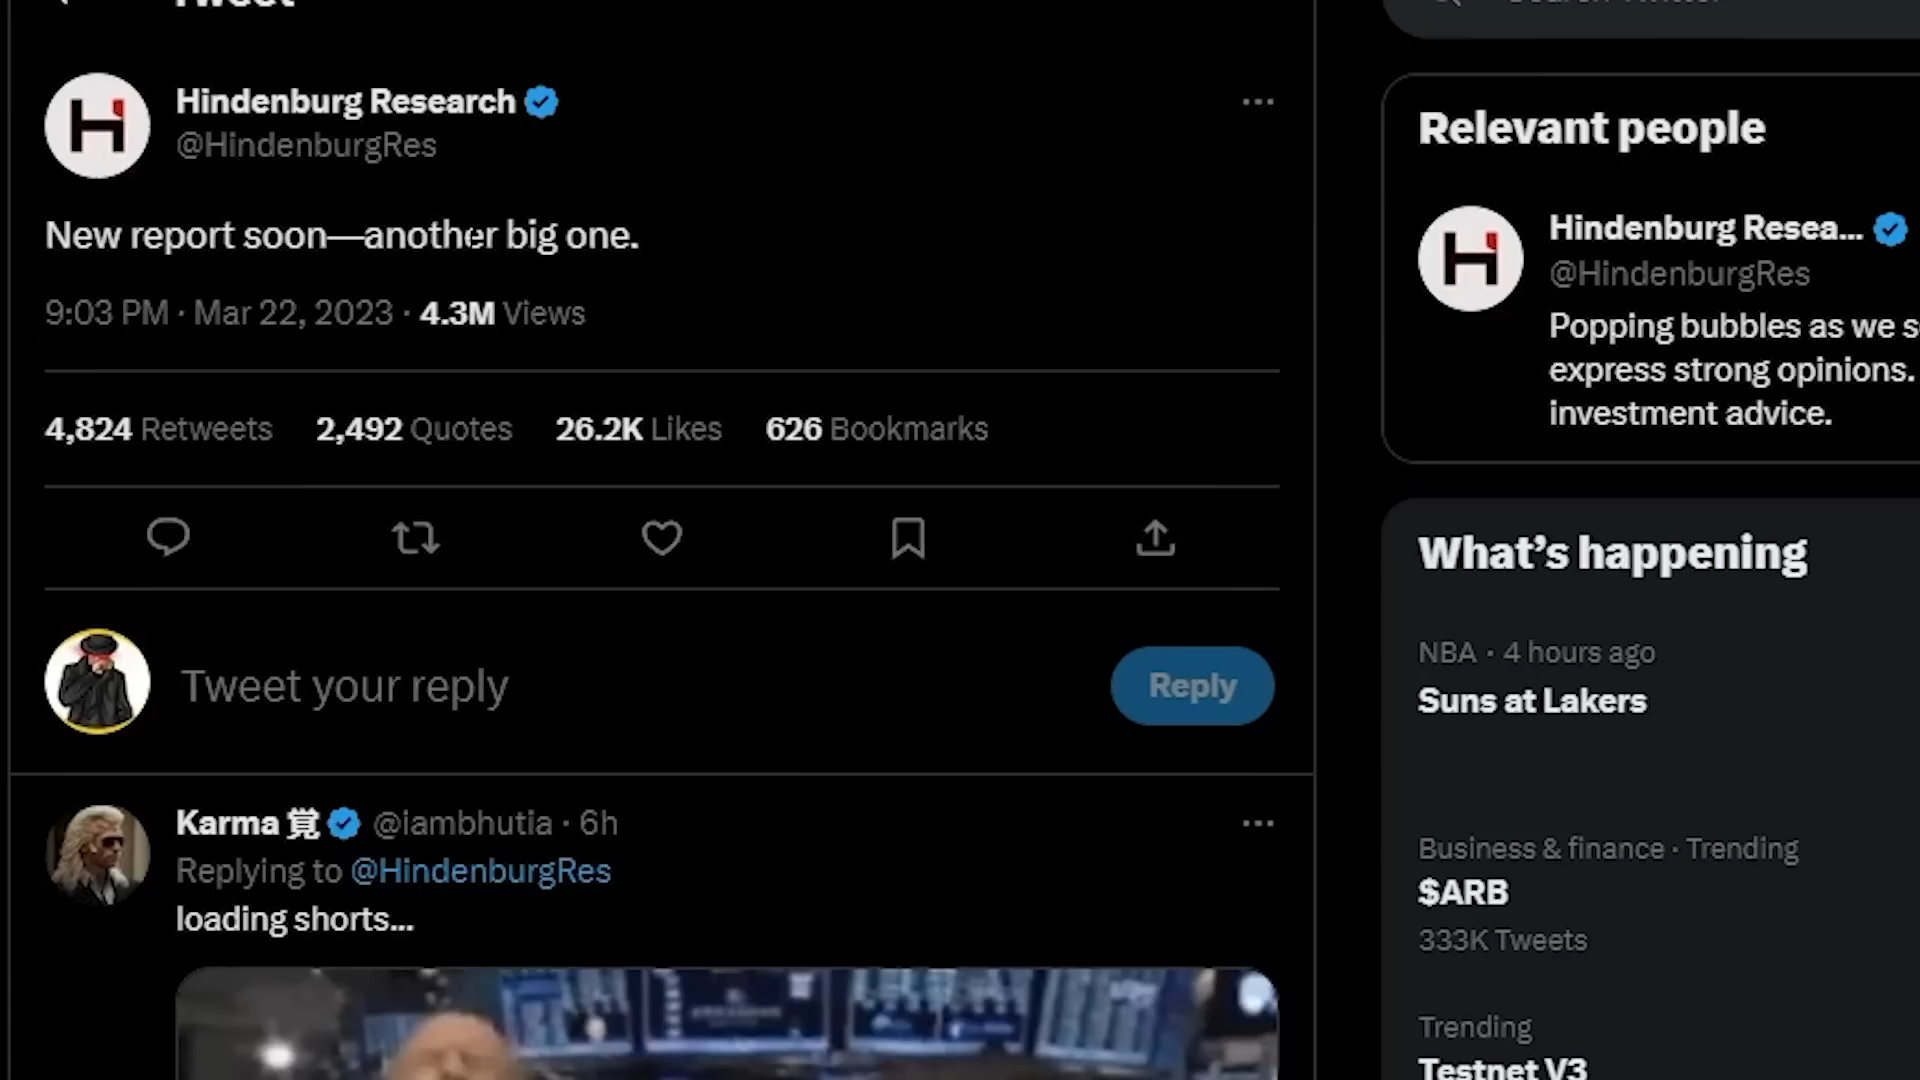 Tweet
Hindenburg Research
@HindenburgRes
New report soon—another big one.
9:03 PM · Mar 22, 2023 · 4.3M Views
4,824 Retweets 2,492 Quotes 26.2K Likes 626 Bookmarks
Tweet your reply
Reply
Karma 覚 @iambhutia · 6h
Replying to @HindenburgRes
loading shorts...
Search Twitter
Relevant people
Hindenburg Resea...
@HindenburgRes
Popping bubbles as we
express strong opinions.
investment advice.
What's happening
NBA · 4 hours ago
Suns at Lakers
Business & finance · Trending
$ARB
333K Tweets
Trending
Testnet V3